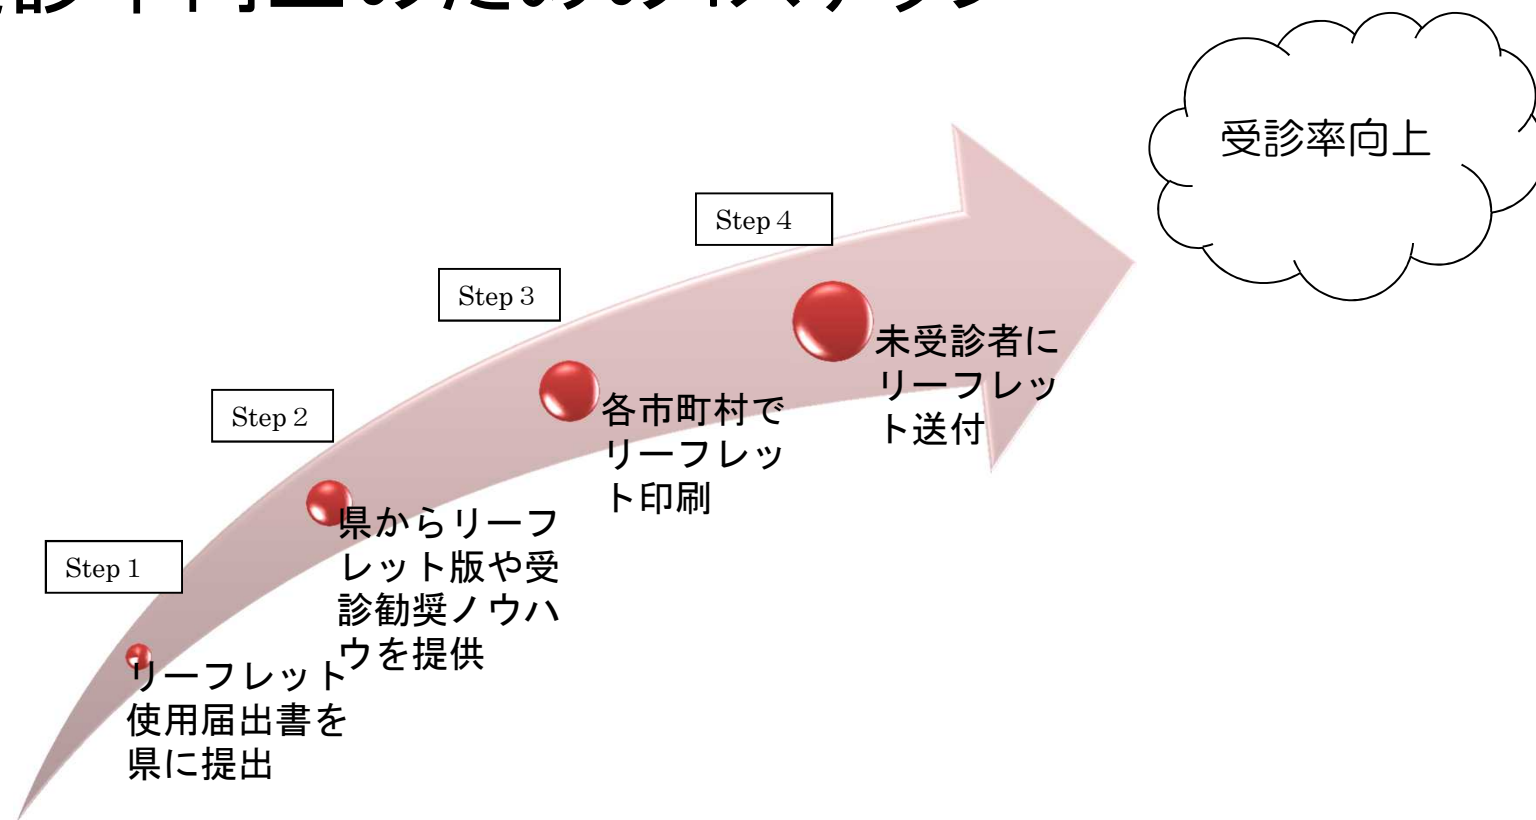 のための
受診率向上
Step 4
未受診者に
リーフレッ
ト送付
Step 3
各市町村で
リーフレッ
ト印刷
Step 2
県からリーフ
レット版や受
診勧奨ノウハ
ウを提供
Step 1
リーフレット
使用届出書を
県に提出